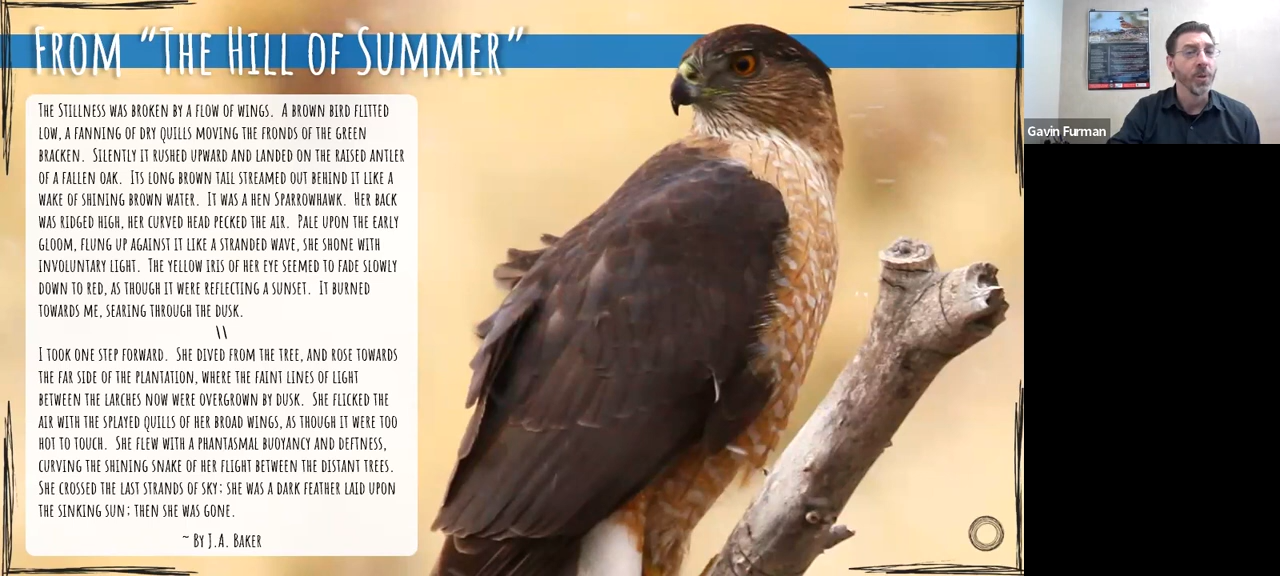 From "The Hill of Summer"
The Stillness was broken by a flow of wings. A brown bird flitted
low, a fanning of dry quills moving the fronds of the green
bracken. Silently it rushed upward and landed on the raised antler
of a fallen oak. Its long brown tail streamed out behind it like a
wake of shining brown water. It was a hen Sparrowhawk. Her back
was ridged high, her curved head pecked the air. Pale upon the early
gloom, flung up against it like a stranded wave, she shone with
involuntary light. The yellow iris of her eye seemed to fade slowly
down to red, as though it were reflecting a sunset. It burned
towards me, searing through the dusk.
\\
I took one step forward. She dived from the tree, and rose towards
the far side of the plantation, where the faint lines of light
between the larches now were overgrown by dusk. She flicked the
air with the splayed quills of her broad wings, as though it were too
hot to touch. She flew with a phantasmal buoyancy and deftness,
curving the shining snake of her flight between the distant trees.
She crossed the last strands of sky; she was a dark feather laid upon
the sinking sun; then she was gone.
~ By J.A. Baker
Gavin Furman